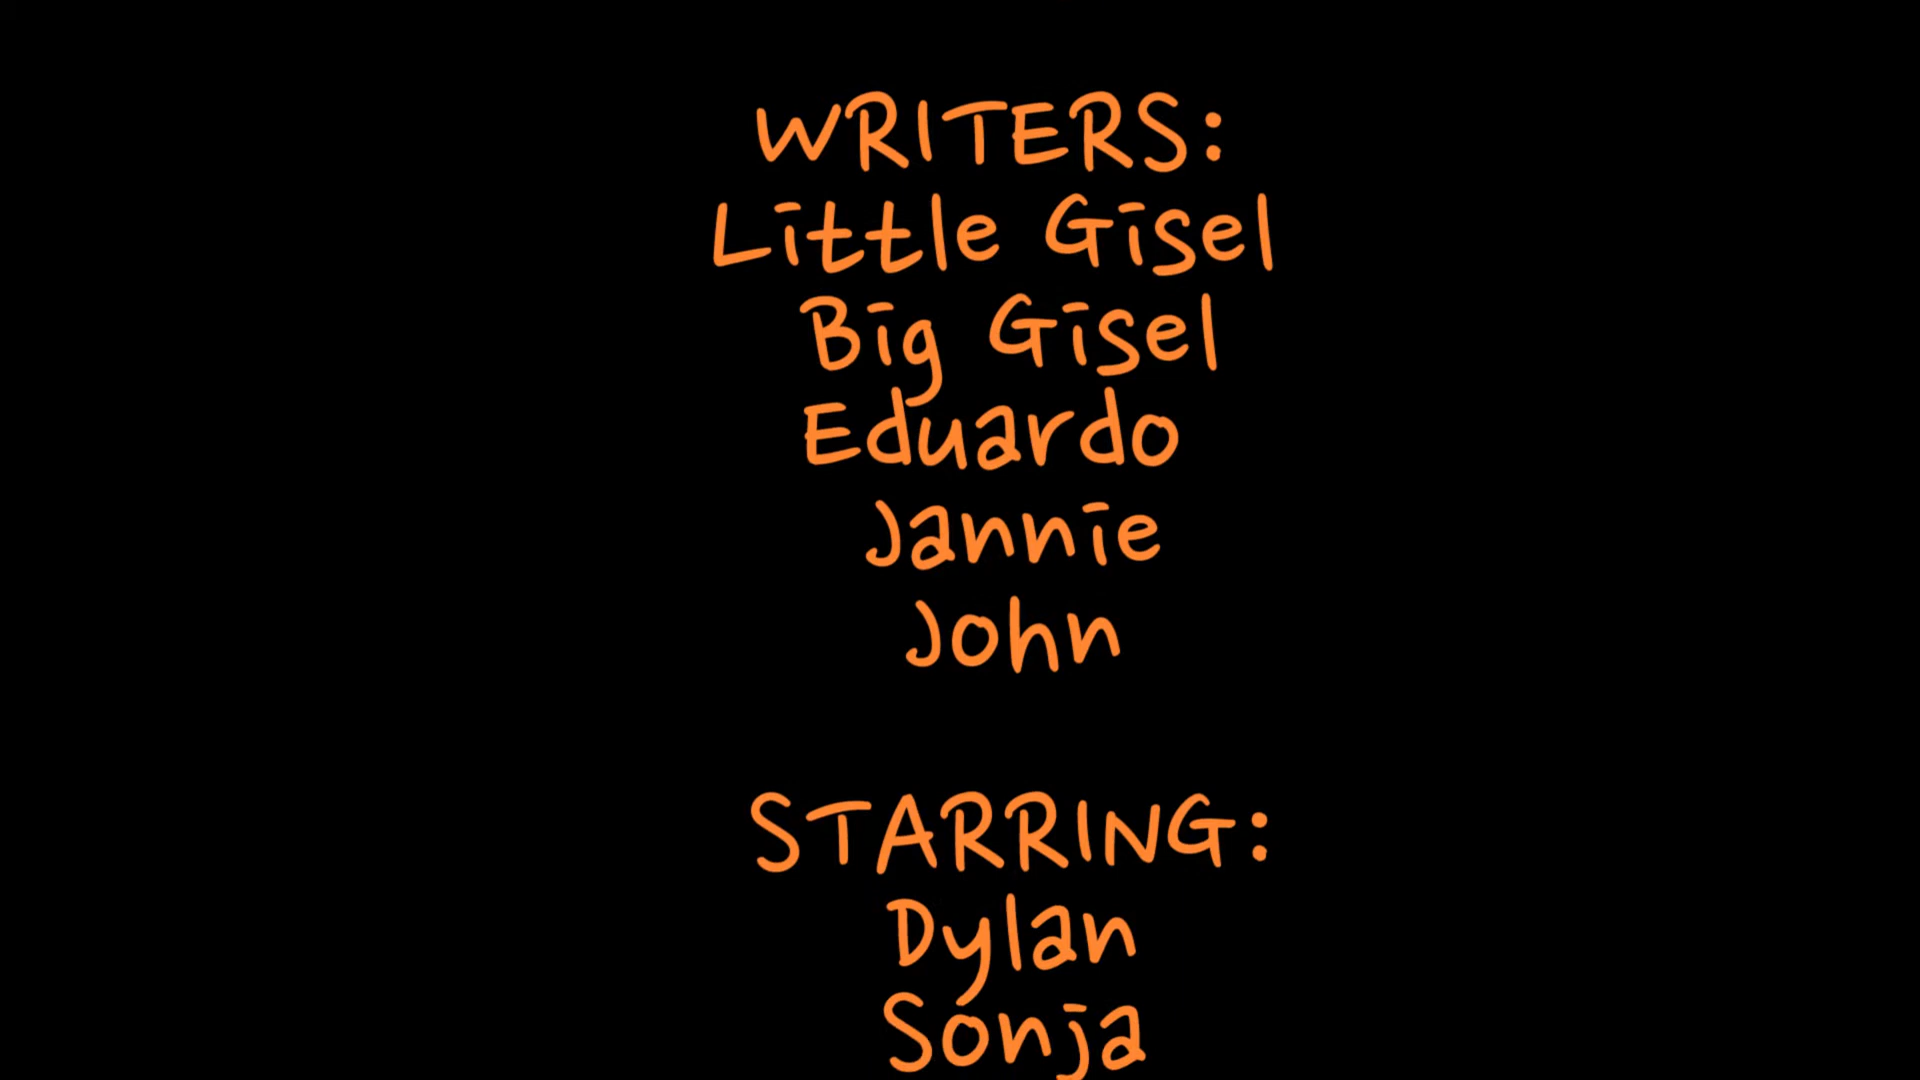 WRITERS:
Little Gisel
Big Gisel
Eduardo
Jannie
John
STARRING:
Dylan
Sonja